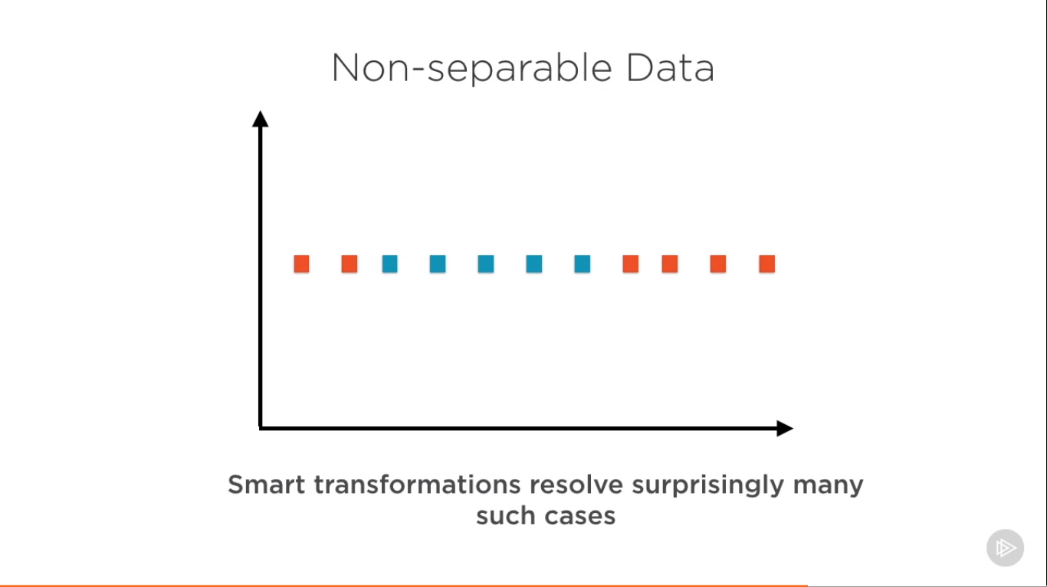 Non-separable Data
Smart transformations resolve surprisingly many
such cases